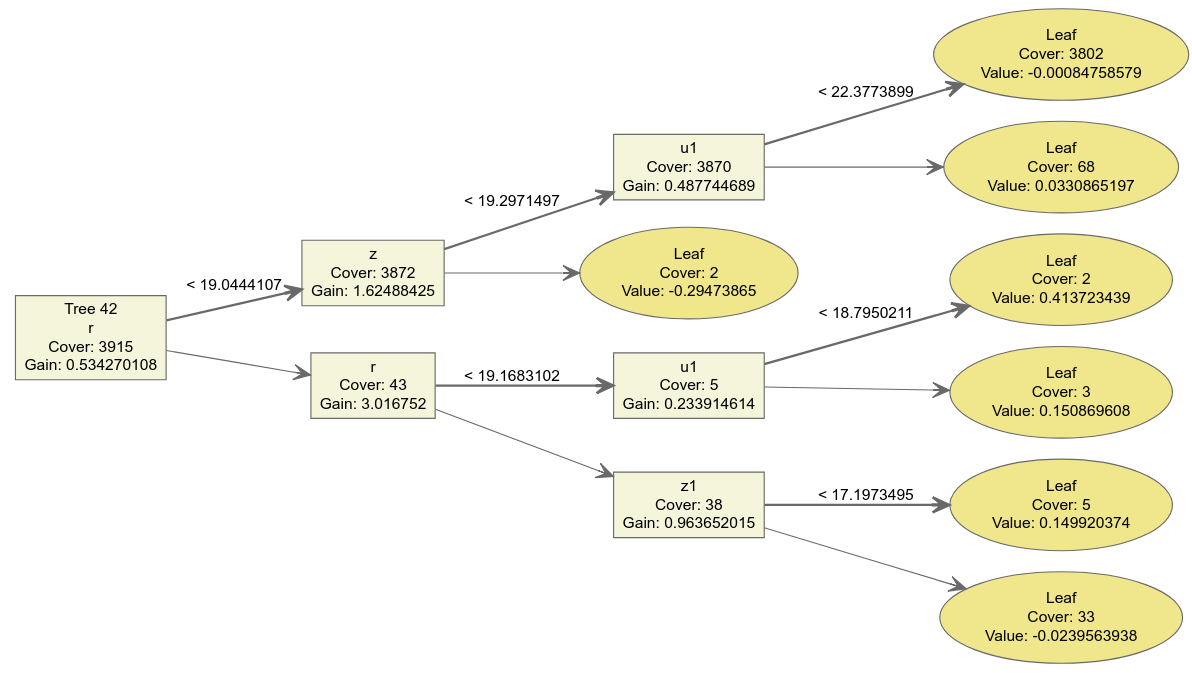 Tree 42
r
Cover: 3915
Gain: 0.534270108
< 19.0444107
z
Cover: 3872
Gain: 1.62488425
r
Cover: 43
Gain: 3.016752
< 19.2971497
< 19.1683102
u1
Cover: 3870
Gain: 0.487744689
Leaf
Cover: 2
Value: -0.29473865
u1
Cover: 5
Gain: 0.233914614
z1
Cover: 38
Gain: 0.963652015
< 22.3773899
< 18.7950211
< 17.1973495
Leaf
Cover: 3802
Value: -0.00084758579
Leaf
Cover: 68
Value: 0.0330865197
Leaf
Cover: 2
Value: 0.413723439
Leaf
Cover: 3
Value: 0.150869608
Leaf
Cover: 5
Value: 0.149920374
Leaf
Cover: 33
Value: -0.0239563938